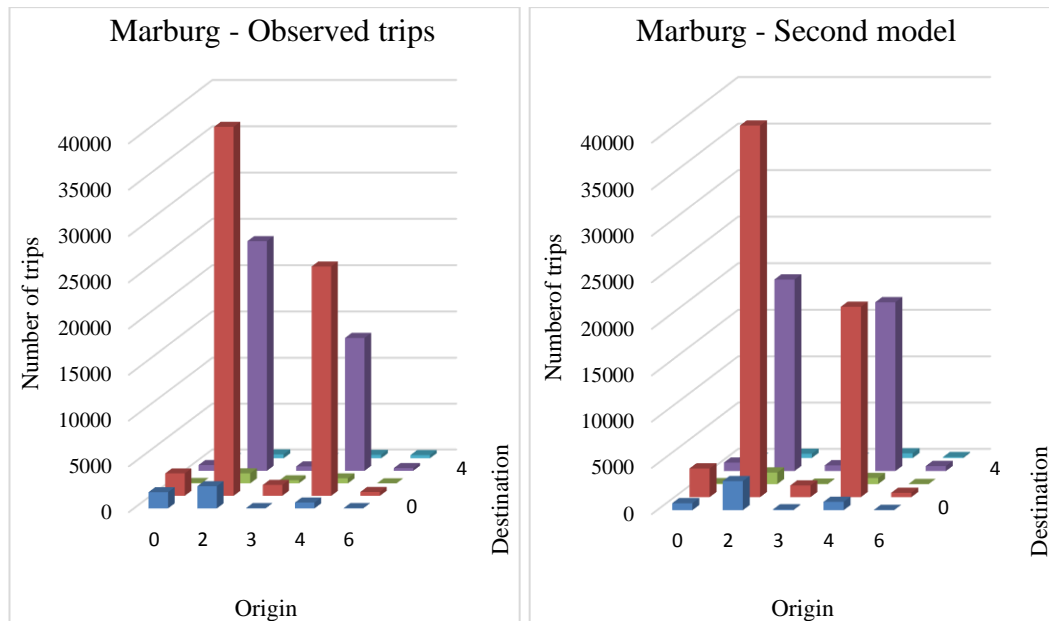 Marburg - Observed trips
Number of trips
40000
35000
30000
25000
20000
15000
10000
5000
0
0 2 3 4 6
Origin
0
4
Destination
Marburg - Second model
Numberof trips
40000
35000
30000
25000
20000
15000
10000
5000
0
0 2 3 4 6
Origin
0
4
Destination